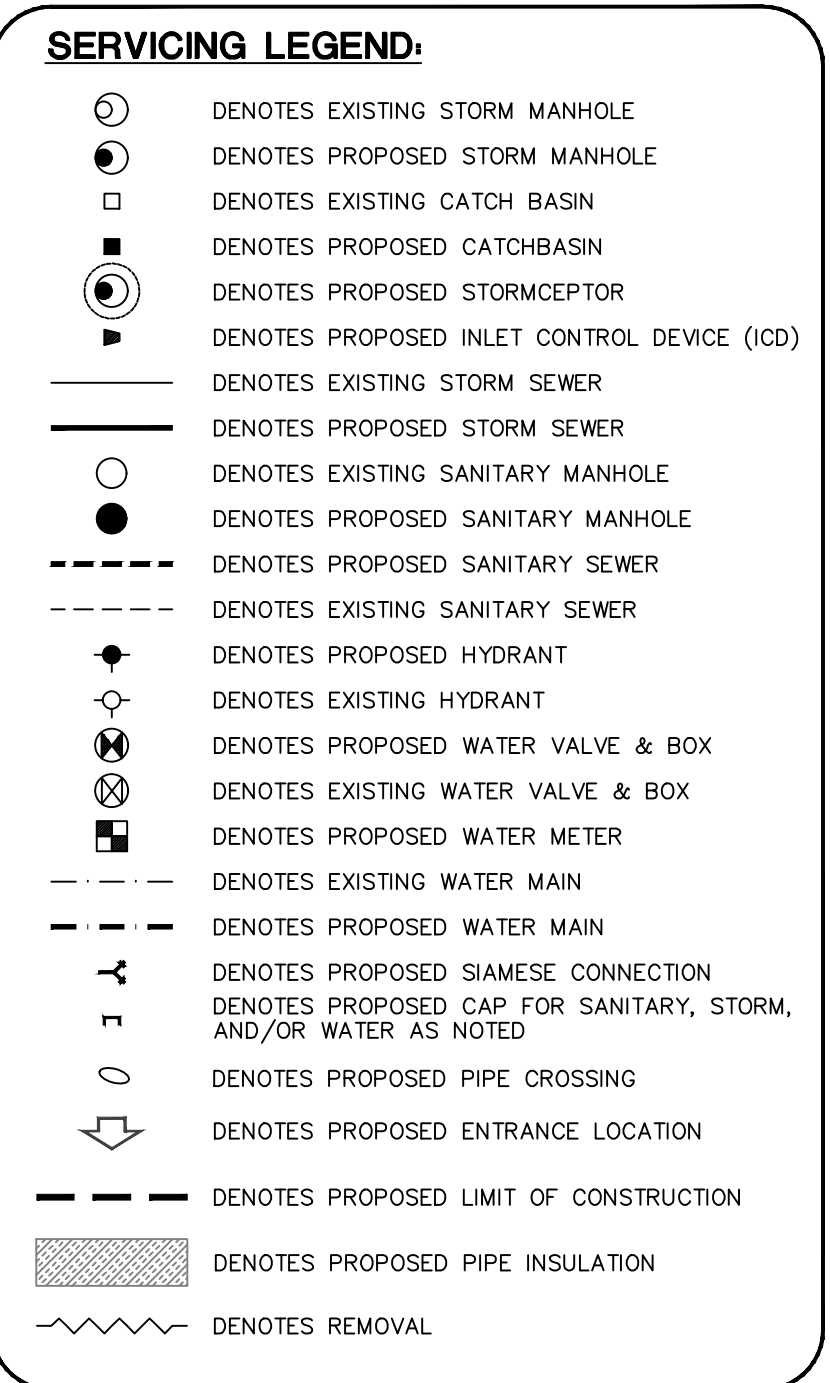 SERVICING LEGEND:
DENOTES EXISTING STORM MANHOLE
DENOTES PROPOSED STORM MANHOLE
DENOTES EXISTING CATCH BASIN
DENOTES PROPOSED CATCHBASIN
DENOTES PROPOSED STORMCEPTOR
DENOTES PROPOSED INLET CONTROL DEVICE (ICD)
DENOTES EXISTING STORM SEWER
DENOTES PROPOSED STORM SEWER
DENOTES EXISTING SANITARY MANHOLE
DENOTES PROPOSED SANITARY MANHOLE
DENOTES PROPOSED SANITARY SEWER
DENOTES EXISTING SANITARY SEWER
DENOTES PROPOSED HYDRANT
DENOTES EXISTING HYDRANT
DENOTES PROPOSED WATER VALVE & BOX
DENOTES EXISTING WATER VALVE & BOX
DENOTES PROPOSED WATER METER
DENOTES EXISTING WATER MAIN
DENOTES PROPOSED WATER MAIN
DENOTES PROPOSED SIAMESE CONNECTION
DENOTES PROPOSED CAP FOR SANITARY, STORM,
AND/OR WATER AS NOTED
DENOTES PROPOSED PIPE CROSSING
DENOTES PROPOSED ENTRANCE LOCATION
DENOTES PROPOSED LIMIT OF CONSTRUCTION
DENOTES PROPOSED PIPE INSULATION
DENOTES REMOVAL